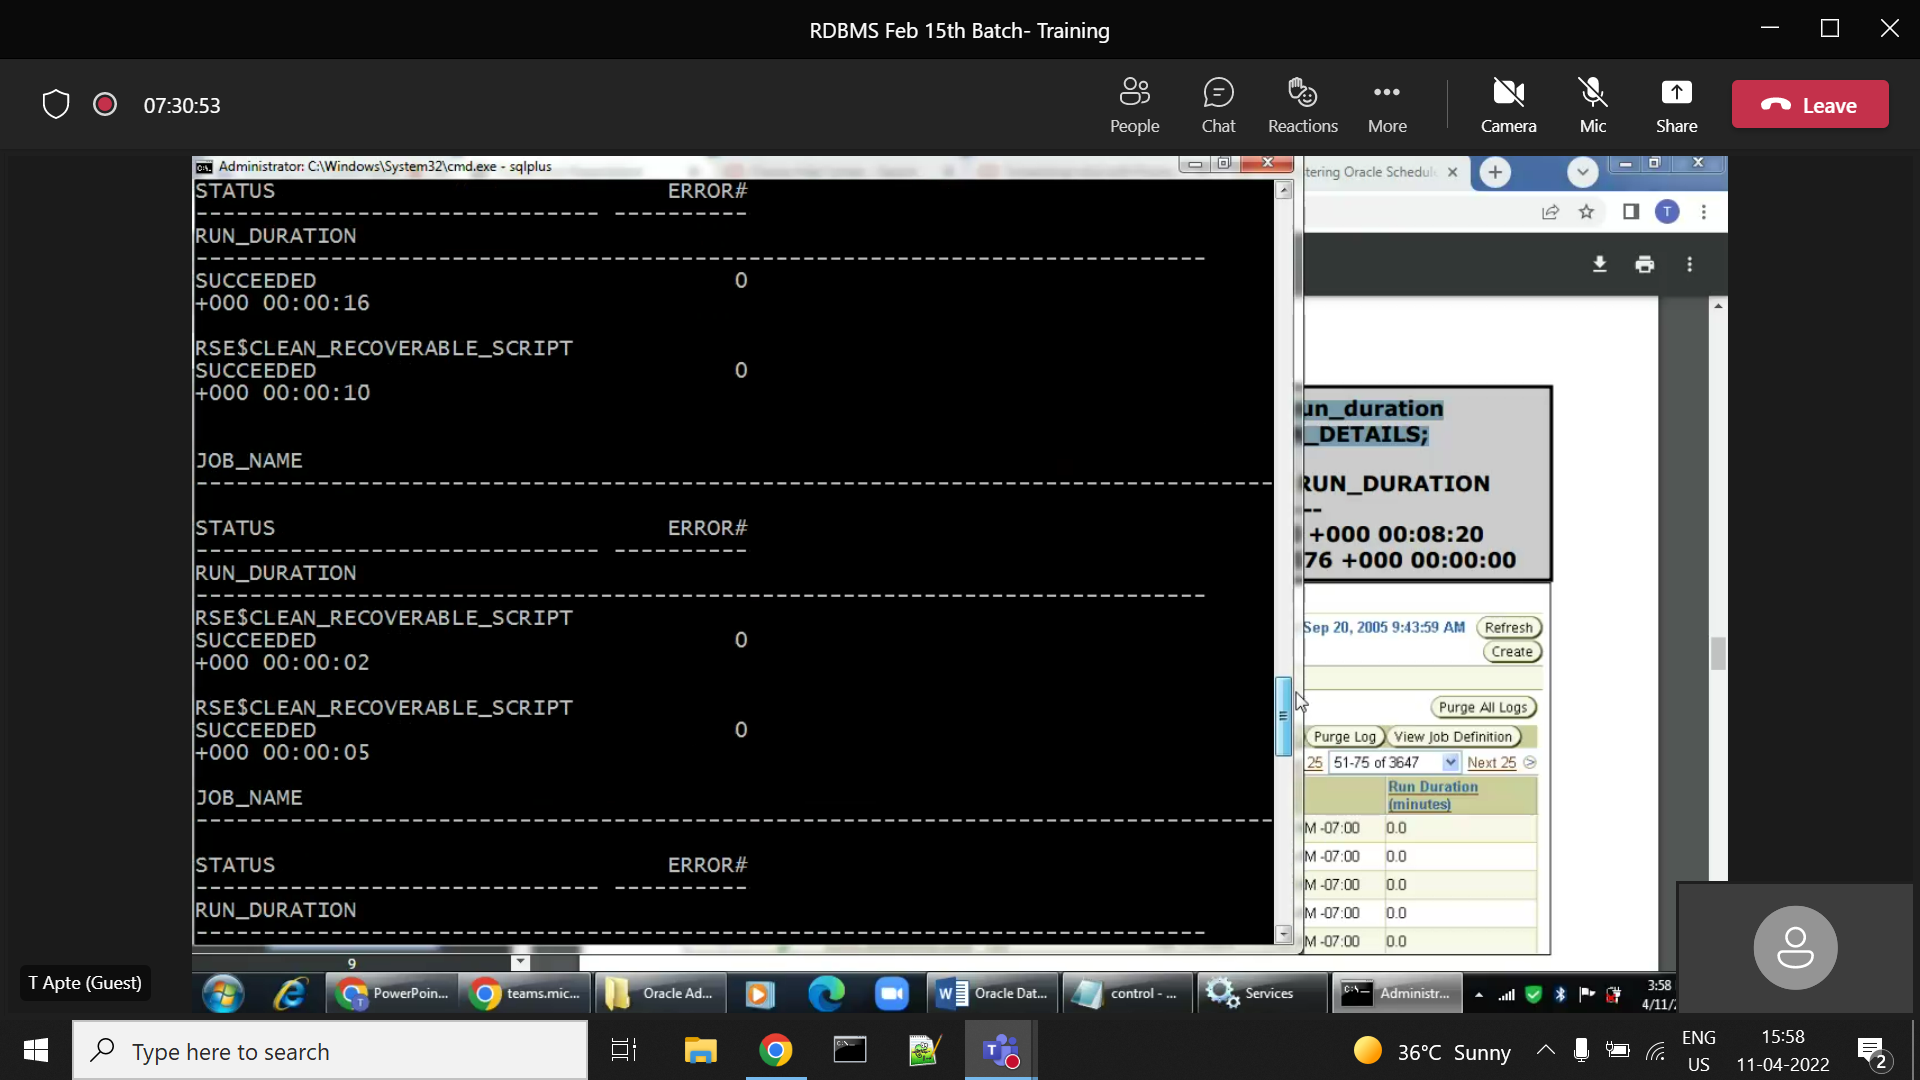 RDBMS Feb 15th Batch- Training
07:30:53
People
Chat
Reactions
More
Camera
Mic
Share
Leave
Administrator: C:\Windows\System32\cmd.exe - sqlplus
STATUS ERROR#
------------------------------ ----------
RUN_DURATION
---------------------------------------------------------------------------
SUCCEEDED 0
+000 00:00:16
RSE$CLEAN_RECOVERABLE_SCRIPT
SUCCEEDED 0
+000 00:00:10
JOB_NAME
--------------------------------------------------------------------------------
STATUS ERROR#
------------------------------ ----------
RUN_DURATION
---------------------------------------------------------------------------
RSE$CLEAN_RECOVERABLE_SCRIPT
SUCCEEDED 0
+000 00:00:02
RSE$CLEAN_RECOVERABLE_SCRIPT
SUCCEEDED 0
+000 00:00:05
JOB_NAME
--------------------------------------------------------------------------------
STATUS ERROR#
------------------------------ ----------
RUN_DURATION
---------------------------------------------------------------------------
tering Oracle Schedul
T
un_duration
_DETAILS;
RUN_DURATION
--
+000 00:08:20
76 +000 00:00:00
Sep 20, 2005 9:43:59 AM Refresh
Create
Purge All Logs
Purge Log View Job Definition
25 51-75 of 3647 Next 25
Run Duration
(minutes)
M -07:00 0.0
M -07:00 0.0
M -07:00 0.0
M -07:00 0.0
M -07:00 0.0
9
T Apte (Guest)
PowerPoin...
teams.mic...
Oracle Ad...
Oracle Dat...
control - ...
Services
Administr...
3:58
4/11/
Type here to search
36°C Sunny
ENG
US
15:58
11-04-2022
2